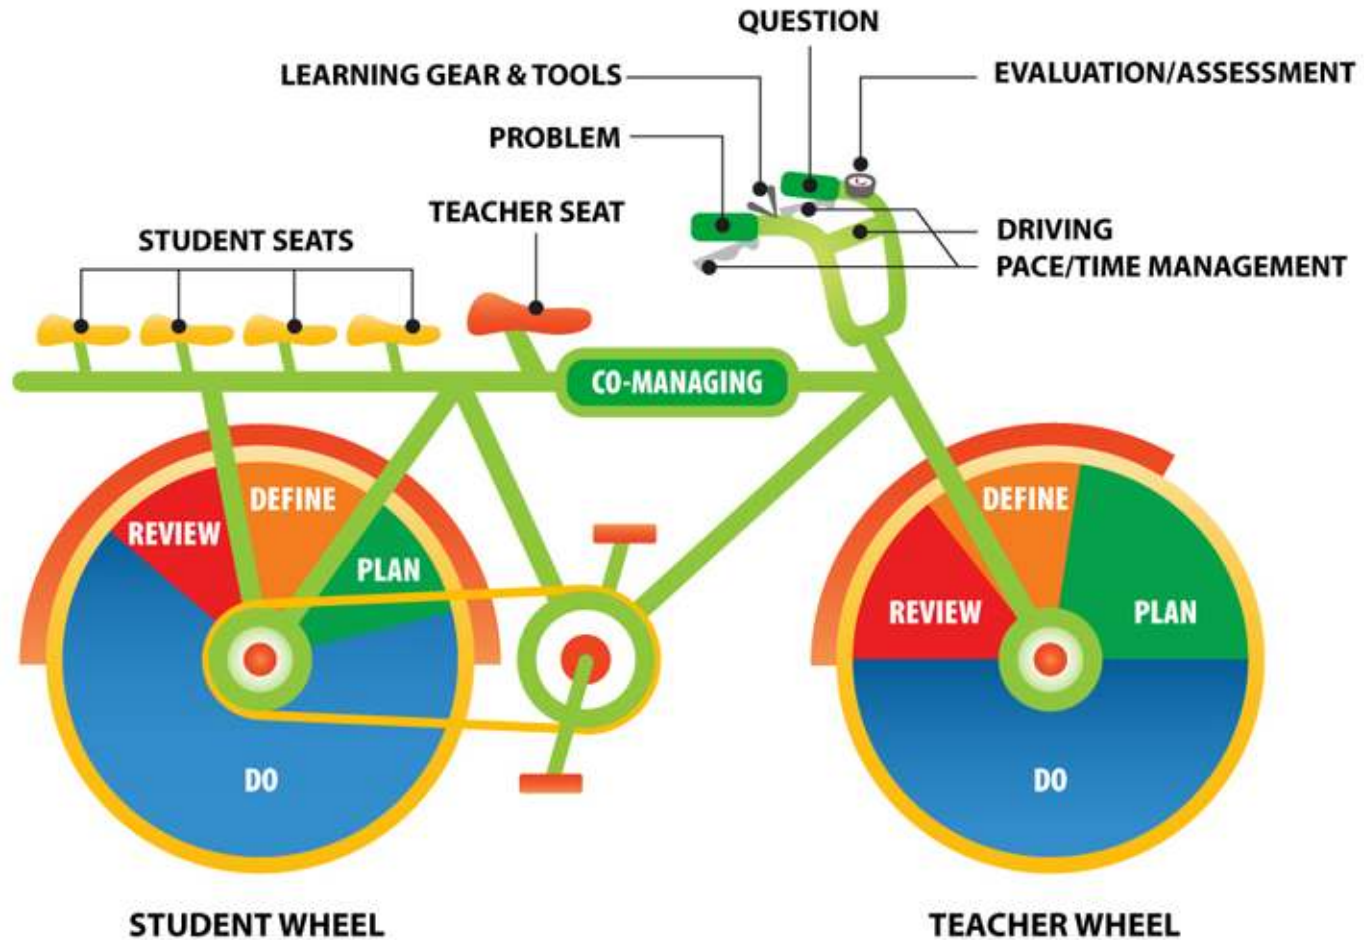 QUESTION
LEARNING GEAR & TOOLS
EVALUATION/ASSESSMENT
PROBLEM
TEACHER SEAT
STUDENT SEATS
DRIVING
PACE/TIME MANAGEMENT
CO-MANAGING
REVIEW
DEFINE
PLAN
DO
DEFINE
REVIEW
PLAN
DO
STUDENT WHEEL
TEACHER WHEEL